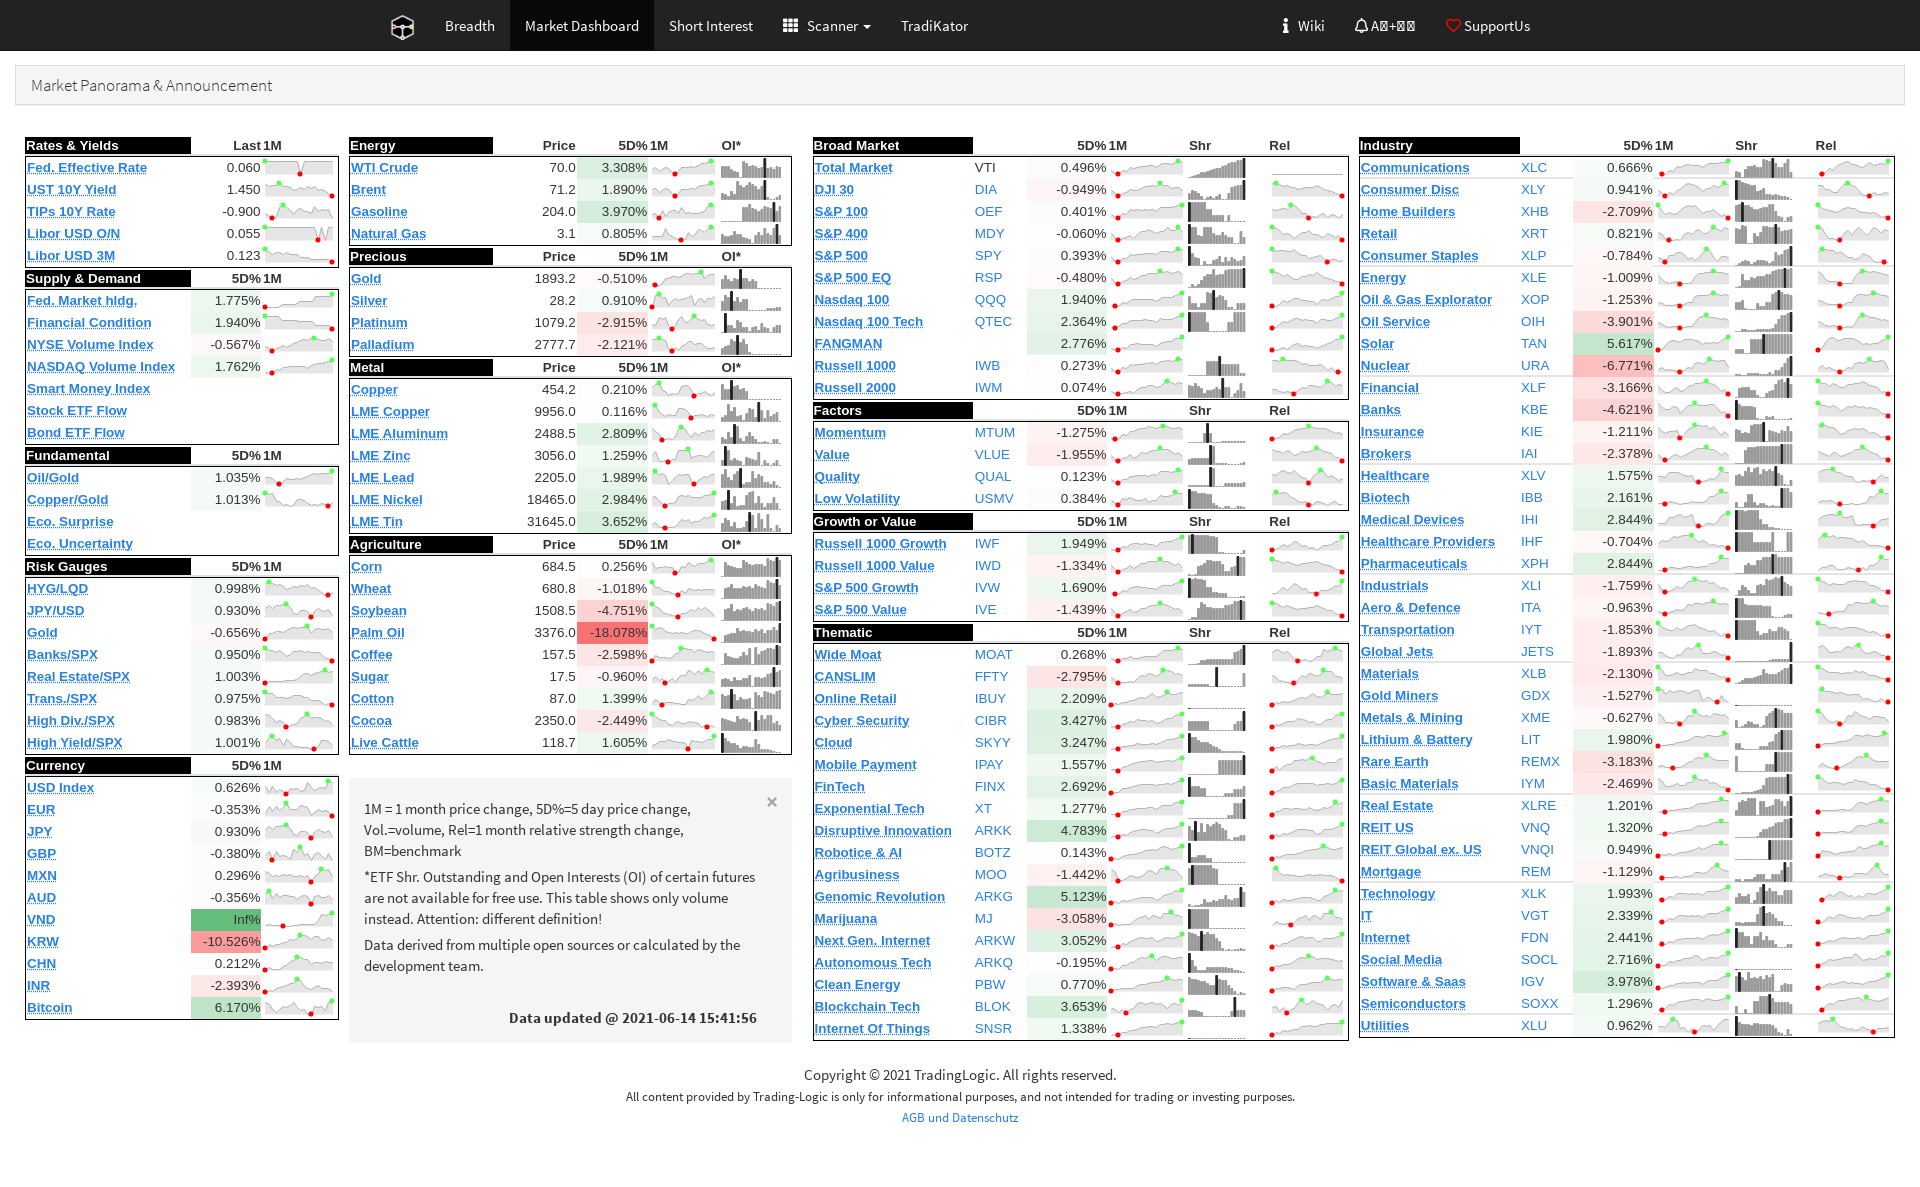 Breadth Market Dashboard Short Interest Scanner TradiKator Wiki SupportUs
Market Panorama & Announcement
Rates & Yields Last 1M
Fed. Effective Rate 0.060
UST 10Y Yield 1.450
TIPs 10Y Rate -0.900
Libor USD O/N 0.055
Libor USD 3M 0.123
Supply & Demand 5D% 1M
Fed. Market hldg. 1.775%
Financial Condition 1.940%
NYSE Volume Index -0.567%
NASDAQ Volume Index 1.762%
Smart Money Index
Stock ETF Flow
Bond ETF Flow
Fundamental 5D% 1M
Oil/Gold 1.035%
Copper/Gold 1.013%
Eco. Surprise
Eco. Uncertainty
Risk Gauges 5D% 1M
HYG/LQD 0.998%
JPY/USD 0.930%
Gold -0.656%
Banks/SPX 0.950%
Real Estate/SPX 1.003%
Trans./SPX 0.975%
High Div./SPX 0.983%
High Yield/SPX 1.001%
Currency 5D% 1M
USD Index 0.626%
EUR -0.353%
JPY 0.930%
GBP -0.380%
MXN 0.296%
AUD -0.356%
VND Inf%
KRW -10.526%
CHN 0.212%
INR -2.393%
Bitcoin 6.170%
Energy Price 5D% 1M OI*
WTI Crude 70.0 3.308%
Brent 71.2 1.890%
Gasoline 204.0 3.970%
Natural Gas 3.1 0.805%
Precious Price 5D% 1M OI*
Gold 1893.2 -0.510%
Silver 28.2 0.910%
Platinum 1079.2 -2.915%
Palladium 2777.7 -2.121%
Metal Price 5D% 1M OI*
Copper 454.2 0.210%
LME Copper 9956.0 0.116%
LME Aluminum 2488.5 2.809%
LME Zinc 3056.0 1.259%
LME Lead 2205.0 1.989%
LME Nickel 18465.0 2.984%
LME Tin 31645.0 3.652%
Agriculture Price 5D% 1M OI*
Corn 684.5 0.256%
Wheat 680.8 -1.018%
Soybean 1508.5 -4.751%
Palm Oil 3376.0 -18.078%
Coffee 157.5 -2.598%
Sugar 17.5 -0.960%
Cotton 87.0 1.399%
Cocoa 2350.0 -2.449%
Live Cattle 118.7 1.605%
×
1M = 1 month price change, 5D%=5 day price change,
Vol.=volume, Rel=1 month relative strength change,
BM=benchmark
*ETF Shr. Outstanding and Open Interests (OI) of certain futures
are not available for free use. This table shows only volume
instead. Attention: different definition!
Data derived from multiple open sources or calculated by the
development team.
Data updated @ 2021-06-14 15:41:56
Broad Market 5D% 1M Shr Rel
Total Market VTI 0.496%
DJI 30 DIA -0.949%
S&P 100 OEF 0.401%
S&P 400 MDY -0.060%
S&P 500 SPY 0.393%
S&P 500 EQ RSP -0.480%
Nasdaq 100 QQQ 1.940%
Nasdaq 100 Tech QTEC 2.364%
FANGMAN 2.776%
Russell 1000 IWB 0.273%
Russell 2000 IWM 0.074%
Factors 5D% 1M Shr Rel
Momentum MTUM -1.275%
Value VLUE -1.955%
Quality QUAL 0.123%
Low Volatility USMV 0.384%
Growth or Value 5D% 1M Shr Rel
Russell 1000 Growth IWF 1.949%
Russell 1000 Value IWD -1.334%
S&P 500 Growth IVW 1.690%
S&P 500 Value IVE -1.439%
Thematic 5D% 1M Shr Rel
Wide Moat MOAT 0.268%
CANSLIM FFTY -2.795%
Online Retail IBUY 2.209%
Cyber Security CIBR 3.427%
Cloud SKYY 3.247%
Mobile Payment IPAY 1.557%
FinTech FINX 2.692%
Exponential Tech XT 1.277%
Disruptive Innovation ARKK 4.783%
Robotice & AI BOTZ 0.143%
Agribusiness MOO -1.442%
Genomic Revolution ARKG 5.123%
Marijuana MJ -3.058%
Next Gen. Internet ARKW 3.052%
Autonomous Tech ARKQ -0.195%
Clean Energy PBW 0.770%
Blockchain Tech BLOK 3.653%
Internet Of Things SNSR 1.338%
Industry 5D% 1M Shr Rel
Communications XLC 0.666%
Consumer Disc XLY 0.941%
Home Builders XHB -2.709%
Retail XRT 0.821%
Consumer Staples XLP -0.784%
Energy XLE -1.009%
Oil & Gas Explorator XOP -1.253%
Oil Service OIH -3.901%
Solar TAN 5.617%
Nuclear URA -6.771%
Financial XLF -3.166%
Banks KBE -4.621%
Insurance KIE -1.211%
Brokers IAI -2.378%
Healthcare XLV 1.575%
Biotech IBB 2.161%
Medical Devices IHI 2.844%
Healthcare Providers IHF -0.704%
Pharmaceuticals XPH 2.844%
Industrials XLI -1.759%
Aero & Defence ITA -0.963%
Transportation IYT -1.853%
Global Jets JETS -1.893%
Materials XLB -2.130%
Gold Miners GDX -1.527%
Metals & Mining XME -0.627%
Lithium & Battery LIT 1.980%
Rare Earth REMX -3.183%
Basic Materials IYM -2.469%
Real Estate XLRE 1.201%
REIT US VNQ 1.320%
REIT Global ex. US VNQI 0.949%
Mortgage REM -1.129%
Technology XLK 1.993%
IT VGT 2.339%
Internet FDN 2.441%
Social Media SOCL 2.716%
Software & Saas IGV 3.978%
Semiconductors SOXX 1.296%
Utilities XLU 0.962%
Copyright © 2021 TradingLogic. All rights reserved.
All content provided by Trading-Logic is only for informational purposes, and not intended for trading or investing purposes.
AGB und Datenschutz